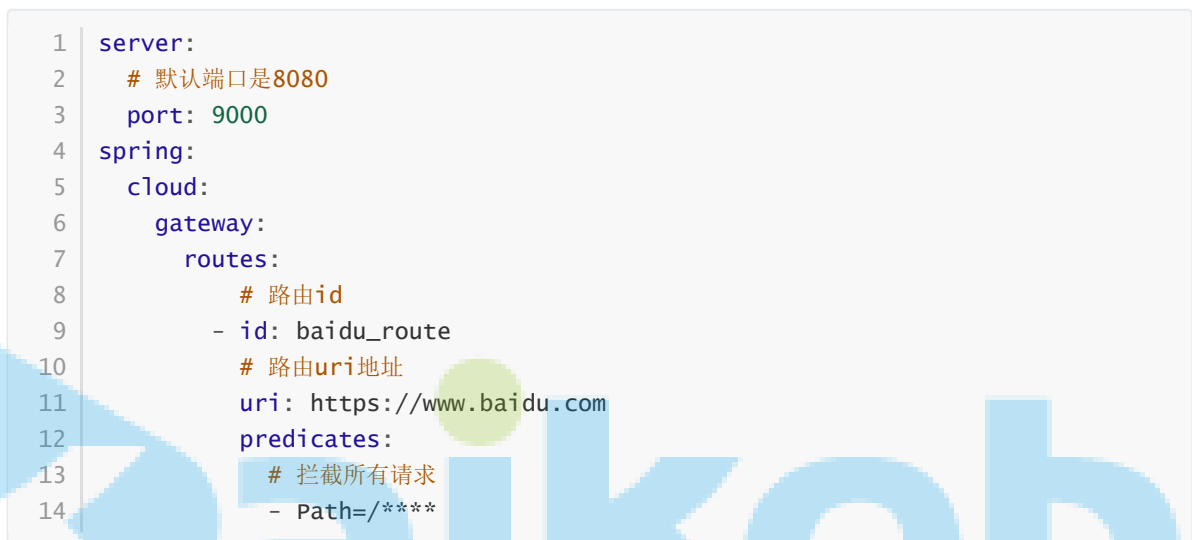 1 server:
2   # 默认端口是8080
3   port: 9000
4 spring:
5   cloud:
6     gateway:
7       routes:
8           # 路由id
9         - id: baidu_route
10           # 路由uri地址
11           uri: https://www.baidu.com
12           predicates:
13             # 拦截所有请求
14             - Path=/****